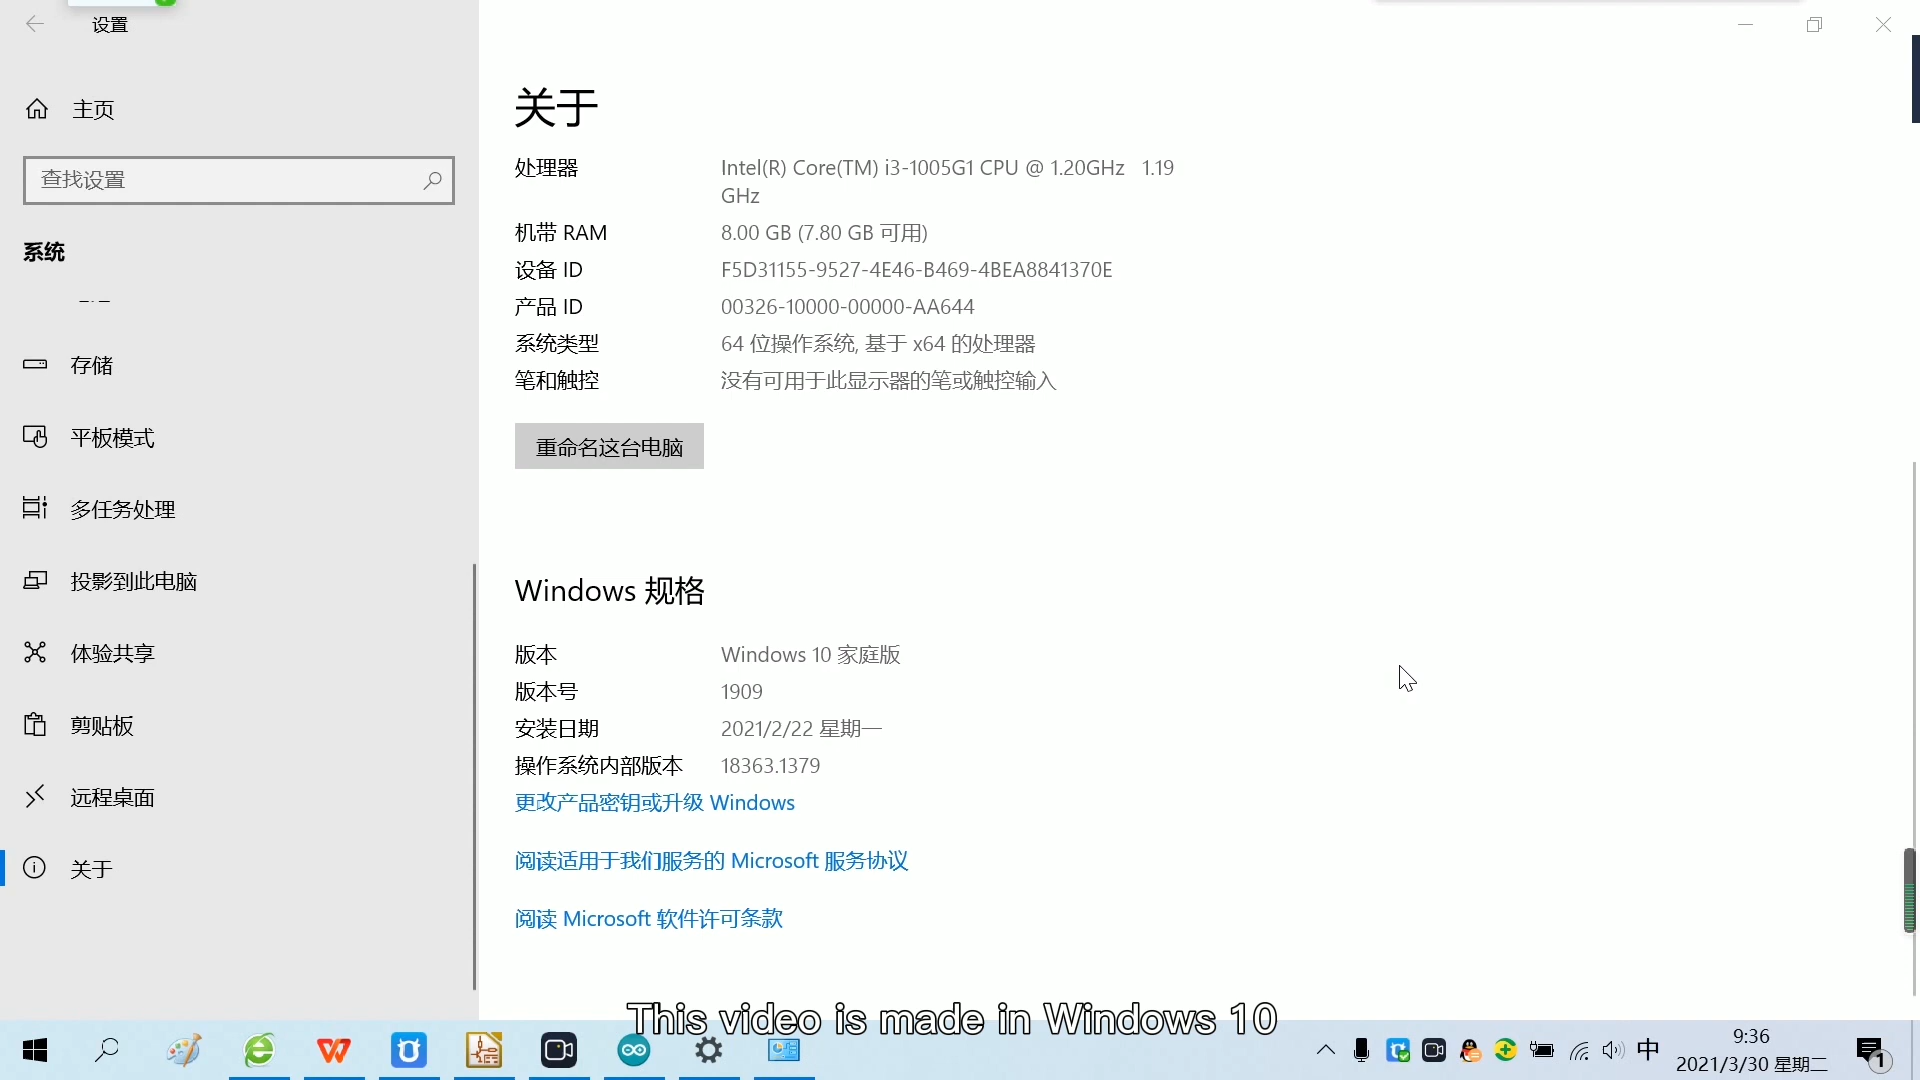 设置
主页
查找设置
系统
存储
平板模式
多任务处理
投影到此电脑
体验共享
剪贴板
远程桌面
关于
关于
处理器 Intel(R) Core(TM) i3-1005G1 CPU @ 1.20GHz 1.19
GHz
机带 RAM 8.00 GB (7.80 GB 可用)
设备 ID F5D31155-9527-4E46-B469-4BEA8841370E
产品 ID 00326-10000-00000-AA644
系统类型 64 位操作系统, 基于 x64 的处理器
笔和触控 没有可用于此显示器的笔或触控输入
重命名这台电脑
Windows 规格
版本 Windows 10 家庭版
版本号 1909
安装日期 2021/2/22 星期一
操作系统内部版本 18363.1379
更改产品密钥或升级 Windows
阅读适用于我们服务的 Microsoft 服务协议
阅读 Microsoft 软件许可条款
This video is made in Windows 10
中
9:36
2021/3/30 星期二
1